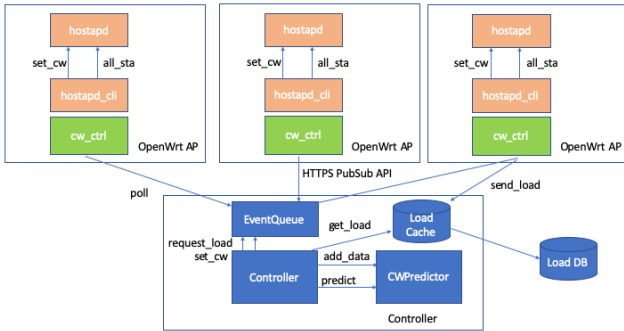 hostapd
set_cw
all_sta
hostapd_cli
cw_ctrl
OpenWrt AP
hostapd
set_cw
all_sta
hostapd_cli
cw_ctrl
OpenWrt AP
hostapd
set_cw
all_sta
hostapd_cli
cw_ctrl
OpenWrt AP
poll
HTTPS PubSub API
send_load
EventQueue
get_load
Load
Cache
request_load
set_cw
Controller
add_data
predict
CWPredictor
Load DB
Controller